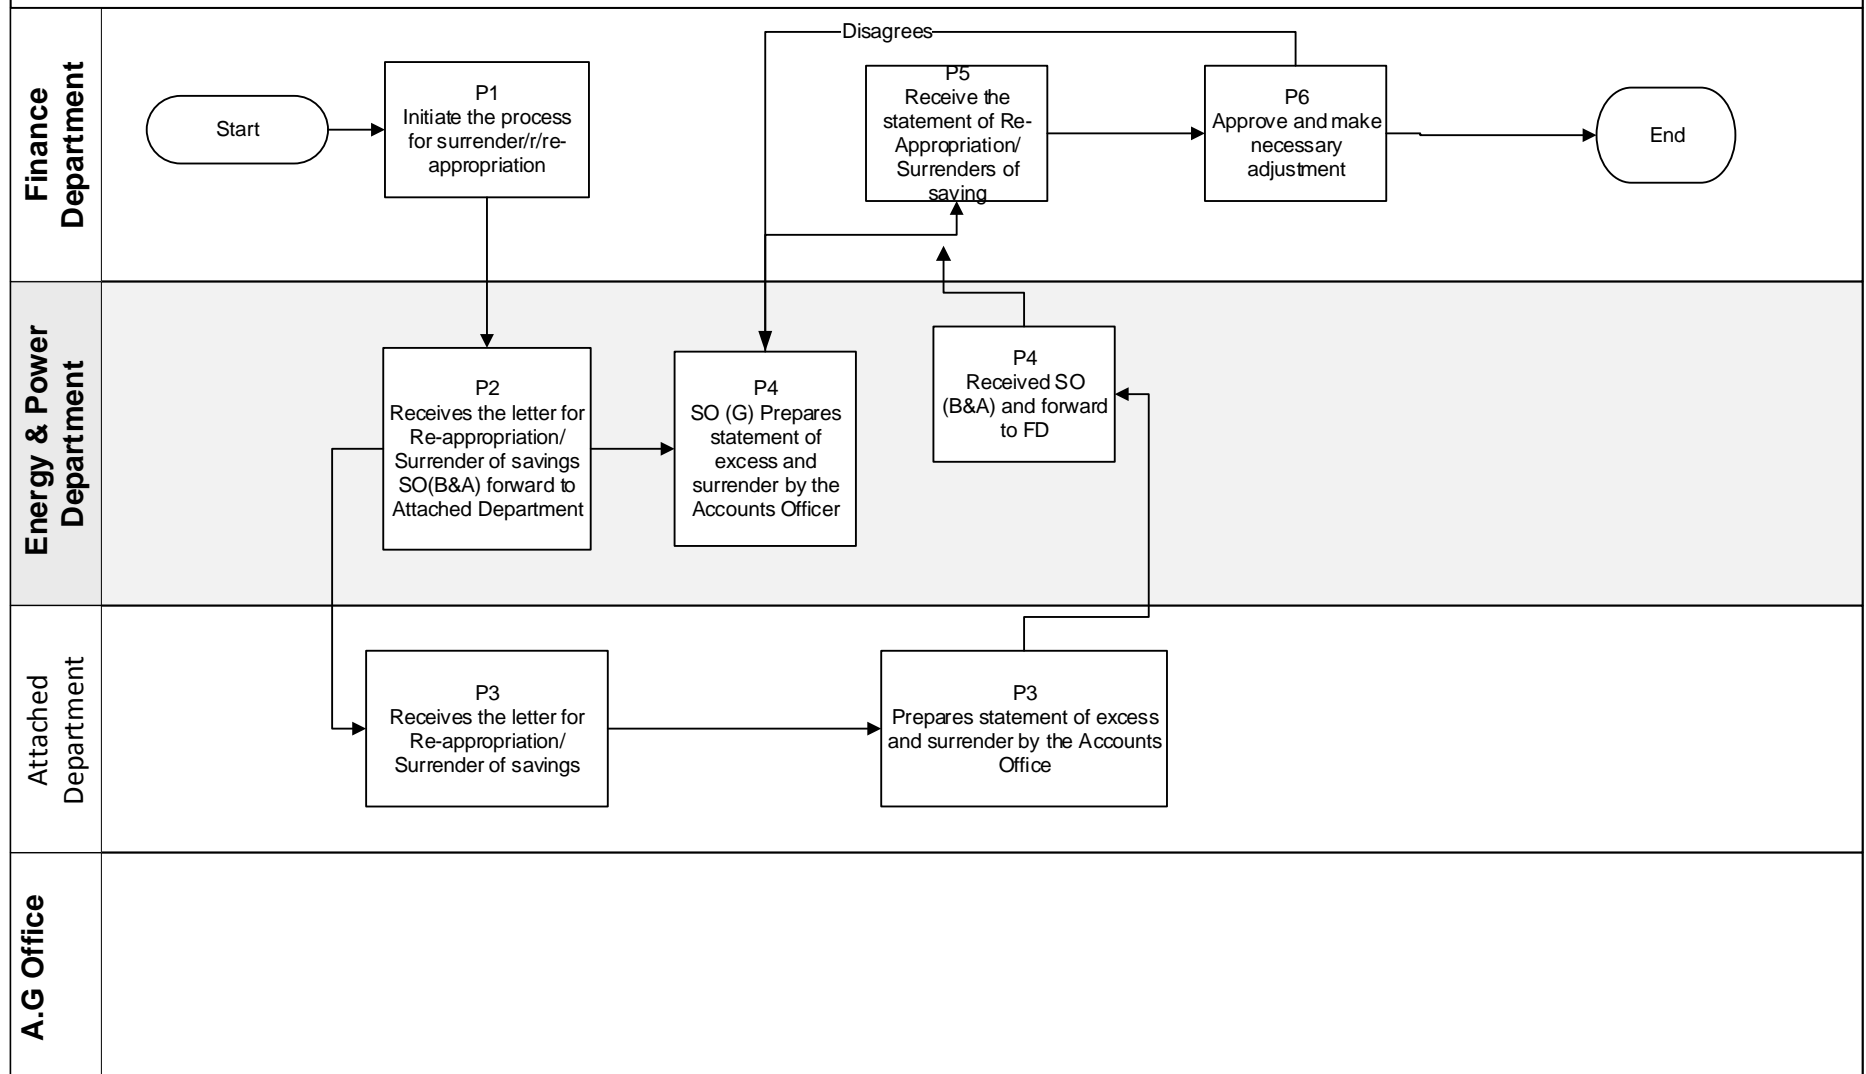 Finance
Department
Start
P1
Initiate the process
for surrender/r/re-
appropriation
Disagrees
P5
Receive the
statement of Re-
Appropriation/
Surrenders of
saving
P6
Approve and make
necessary
adjustment
End
Energy & Power
Department
P2
Receives the letter for
Re-appropriation/
Surrender of savings
SO(B&A) forward to
Attached Department
P4
SO (G) Prepares
statement of
excess and
surrender by the
Accounts Officer
P4
Received SO
(B&A) and forward
to FD
Attached
Department
P3
Receives the letter for
Re-appropriation/
Surrender of savings
P3
Prepares statement of excess
and surrender by the Accounts
Office
A.G Office